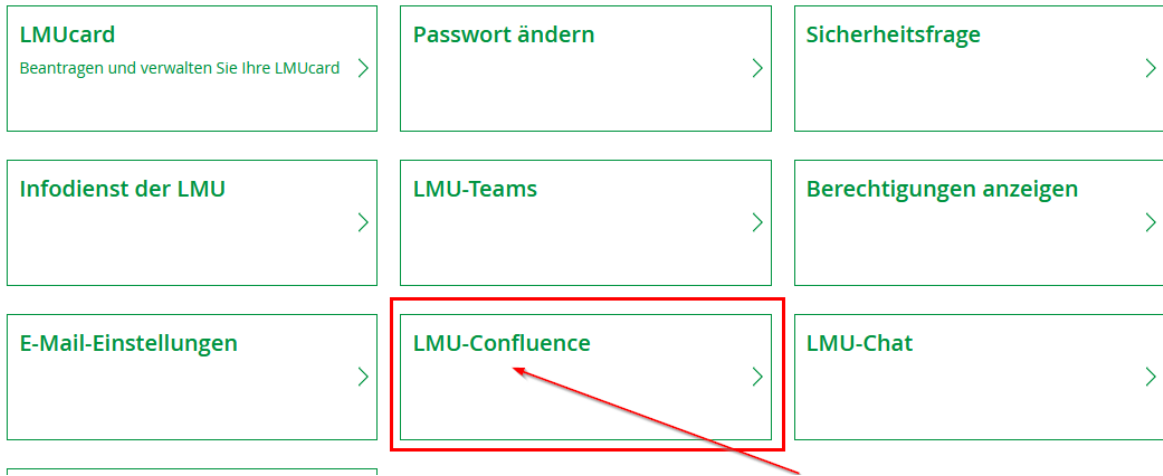 LMUcard
Beantragen und verwalten Sie Ihre LMUcard
Passwort ändern
Sicherheitsfrage
Infodienst der LMU
LMU-Teams
Berechtigungen anzeigen
E-Mail-Einstellungen
LMU-Confluence
LMU-Chat